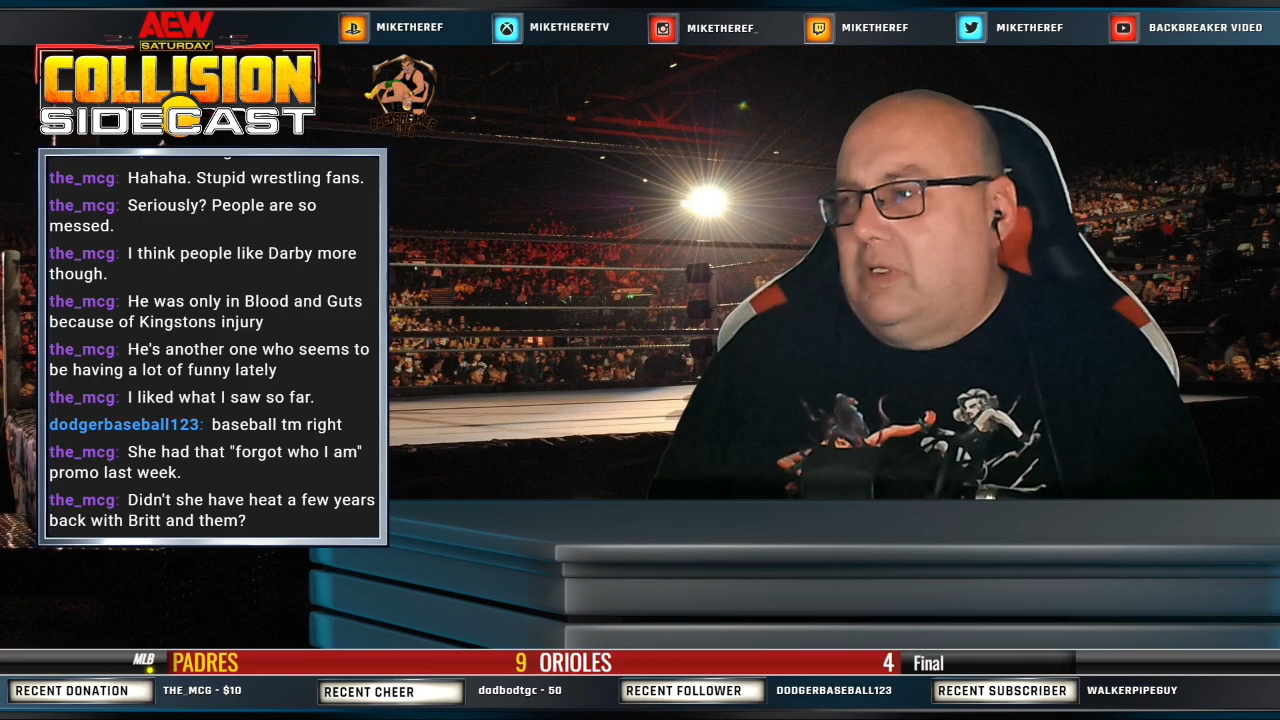 AEW
SATURDAY
COLLISION
SIDECAST
BACKBREAKER
VIDEO
MIKETHEREF
MIKETHEREFTV
MIKETHEREF_
MIKETHEREF
MIKETHEREF
BACKBREAKER VIDEO
the_mcg: Hahaha. Stupid wrestling fans.
the_mcg: Seriously? People are so
messed.
the_mcg: I think people like Darby more
though.
the_mcg: He was only in Blood and Guts
because of Kingstons injury
the_mcg: He's another one who seems to
be having a lot of funny lately
the_mcg: I liked what I saw so far.
dodgerbaseball123: baseball tm right
the_mcg: She had that "forgot who I am"
promo last week.
the_mcg: Didn't she have heat a few years
back with Britt and them?
MLB PADRES 9 ORIOLES 4 Final
RECENT DONATION THE_MCG - $10 RECENT CHEER dadbodtgc - 50 RECENT FOLLOWER DODGERBASEBALL123 RECENT SUBSCRIBER WALKERPIPEGUY